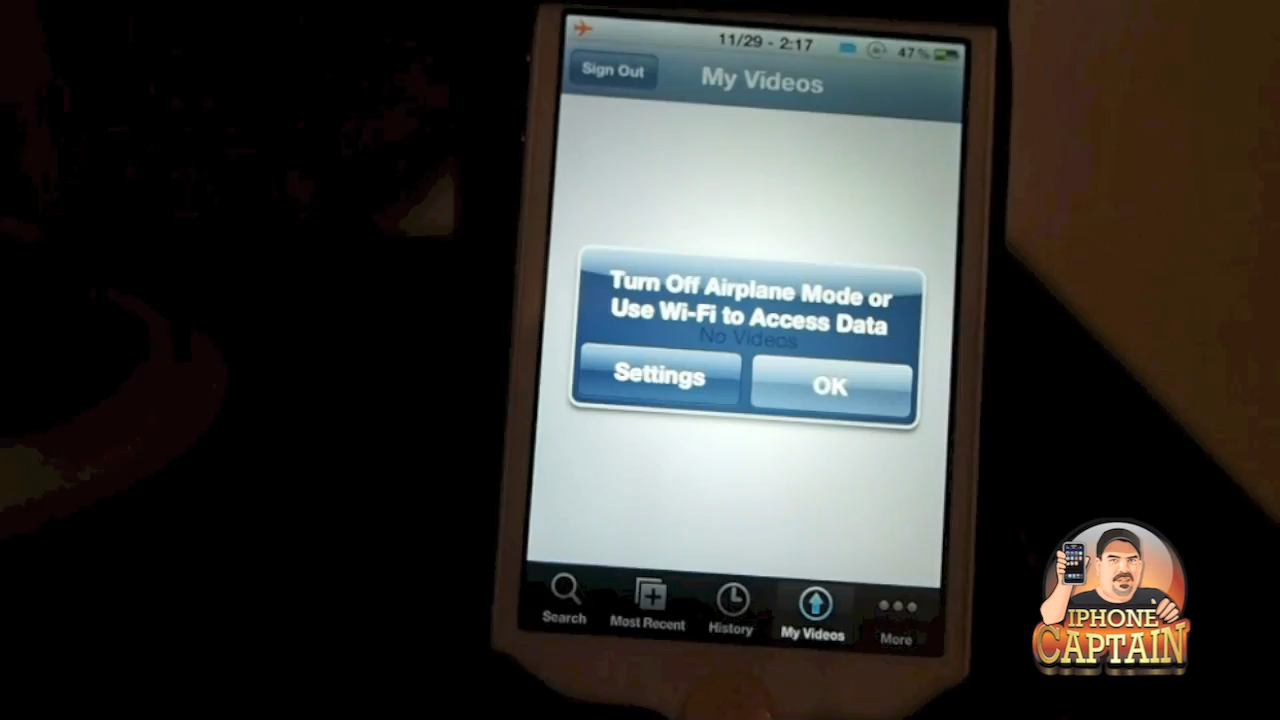 11/29 - 2:17
47%
Sign Out
My Videos
Turn Off Airplane Mode or
Use Wi-Fi to Access Data
No Videos
Settings
OK
Search
Most Recent
History
My Videos
More
IPHONE
CAPTAIN